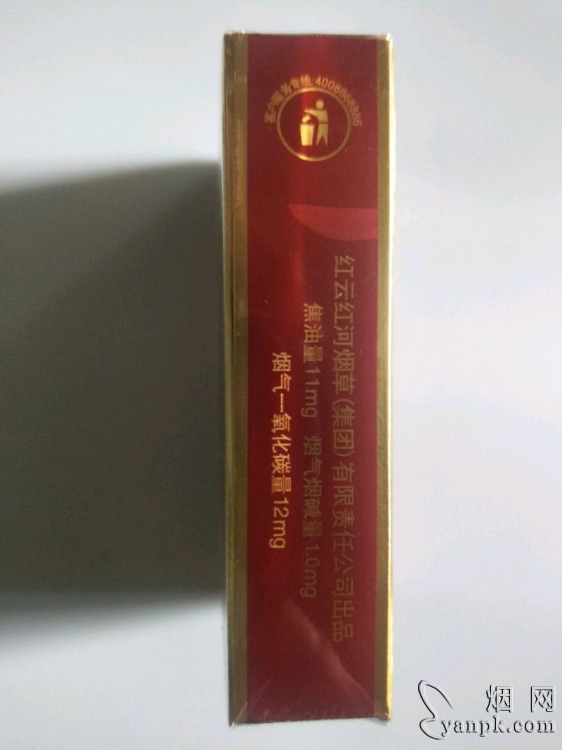 客户服务专线:4008868886
红云红河烟草(集团)有限责任公司出品
焦油量11mg 烟气烟碱量1.0mg
烟气一氧化碳量12mg
烟网
yanpk.com